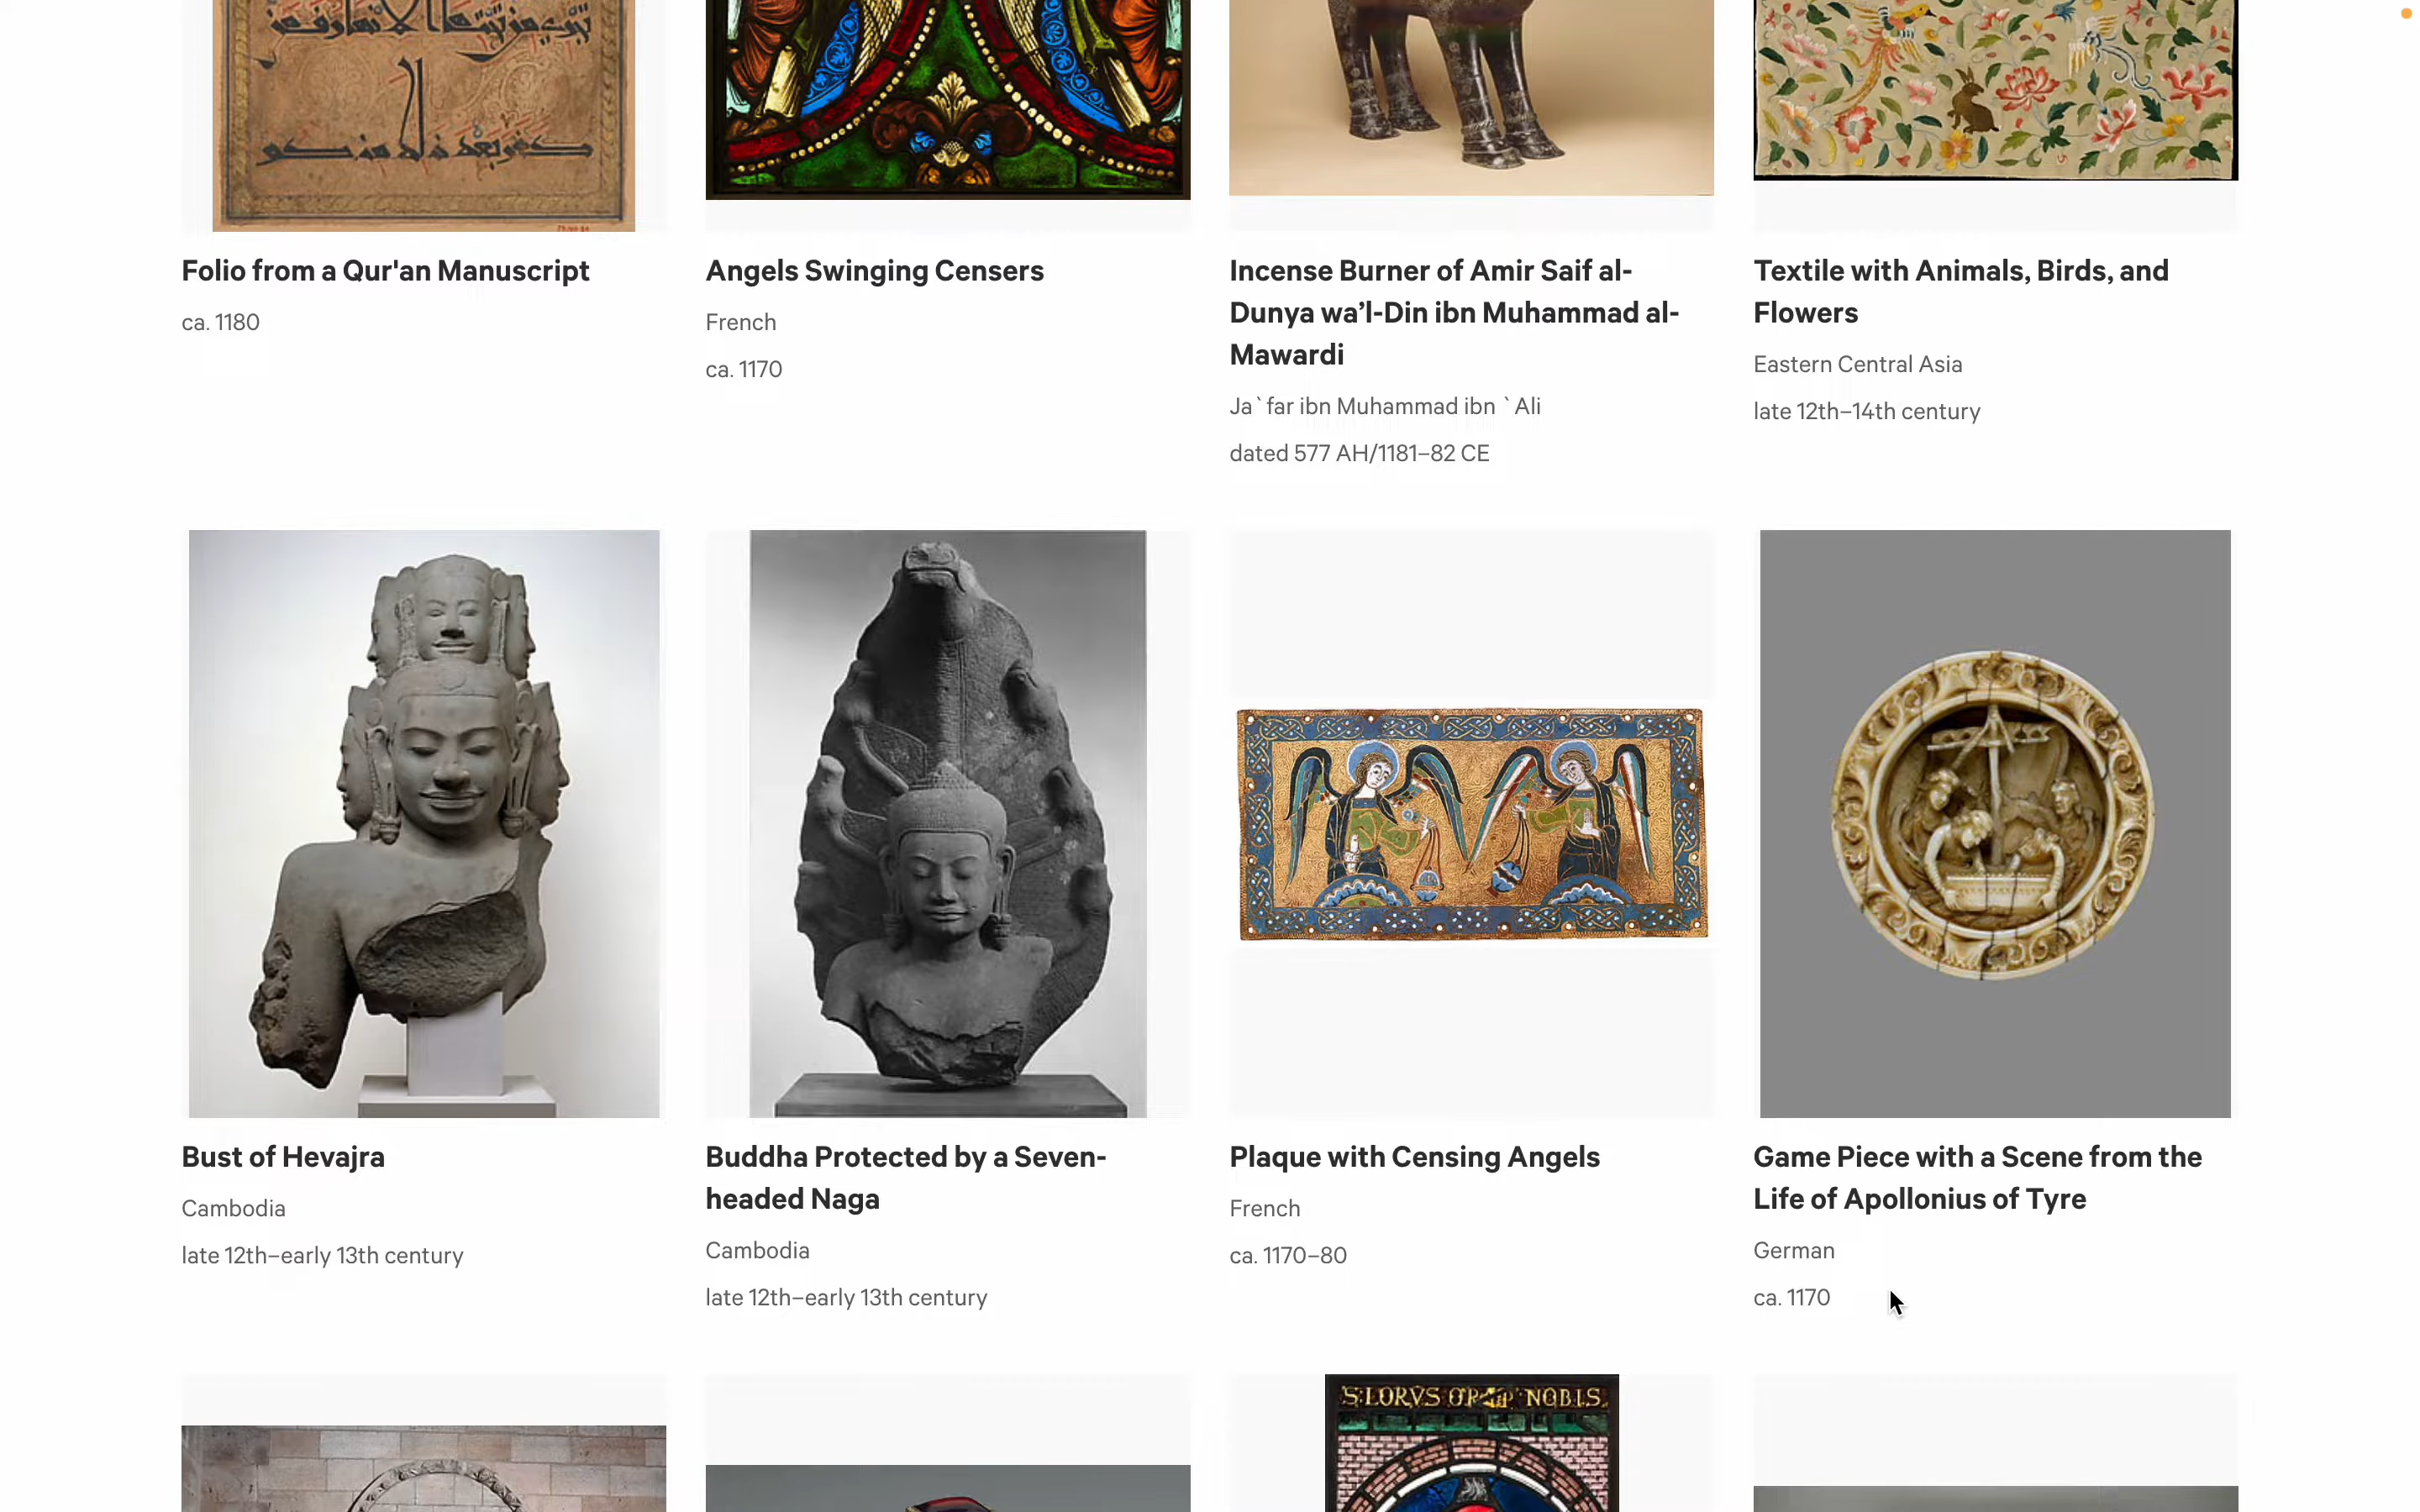 Folio from a Qur'an Manuscript
ca. 1180
Angels Swinging Censers
French
ca. 1170
Incense Burner of Amir Saif al-
Dunya wa’l-Din ibn Muhammad al-
Mawardi
Ja`far ibn Muhammad ibn `Ali
dated 577 AH/1181–82 CE
Textile with Animals, Birds, and
Flowers
Eastern Central Asia
late 12th–14th century
Bust of Hevajra
Cambodia
late 12th–early 13th century
Buddha Protected by a Seven-
headed Naga
Cambodia
late 12th–early 13th century
Plaque with Censing Angels
French
ca. 1170–80
Game Piece with a Scene from the
Life of Apollonius of Tyre
German
ca. 1170
NOBIS